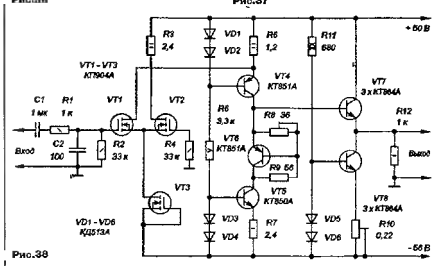 Рис.37
R3
2,4
VD1
VD2
R5
1,2
R11
680
+50В
VT1 - VT3
КП904А
VT4
КТ851А
VT7
3 х КТ864А
C1
1 мк
R1
1 к
VT1
VT2
R6
3,3 к
R8 36
R12
1 к
VT6
КТ851А
Вход
C2
100
R2
33 к
R4
33 к
R9 56
Выход
VT3
VT5
КТ850А
VT8
3 х КТ864А
VD1 - VD6
КД513А
VD3
VD4
R7
2,4
VD5
VD6
R10
0,22
Рис.38